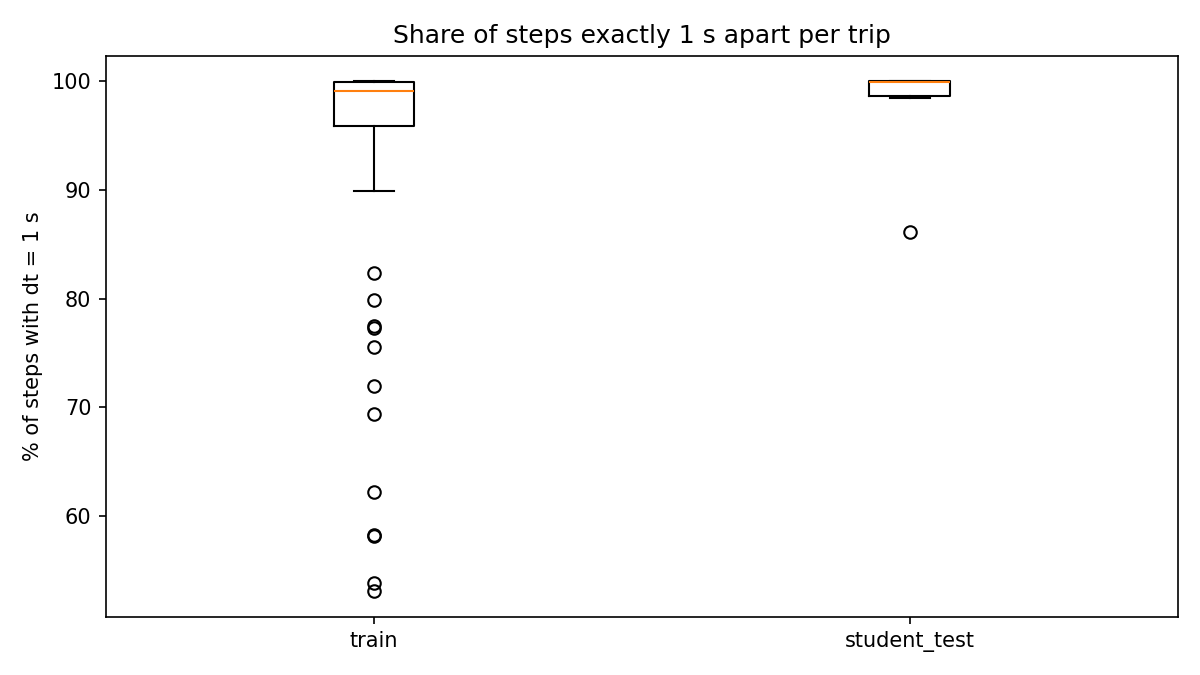 Share of steps exactly 1 s apart per trip
% of steps with dt = 1 s
100
90
80
70
60
train
student_test